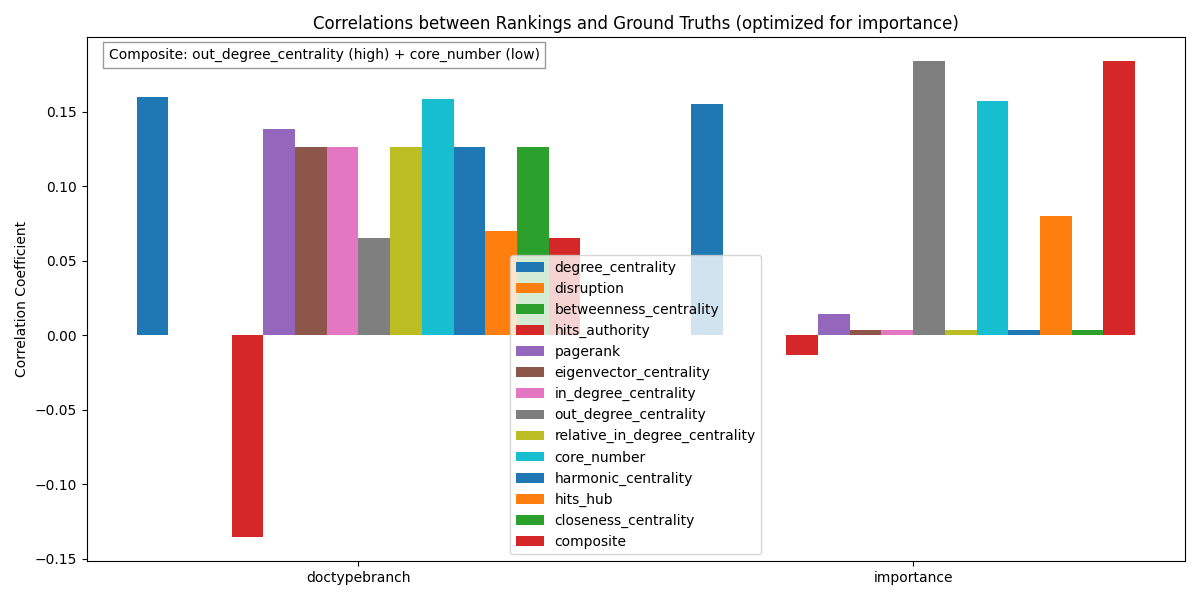 Correlations between Rankings and Ground Truths (optimized for importance)
Composite: out_degree_centrality (high) + core_number (low)
Correlation Coefficient
0.15
0.10
0.05
0.00
−0.05
−0.10
−0.15
degree_centrality
disruption
betweenness_centrality
hits_authority
pagerank
eigenvector_centrality
in_degree_centrality
out_degree_centrality
relative_in_degree_centrality
core_number
harmonic_centrality
hits_hub
closeness_centrality
composite
doctypebranch
importance